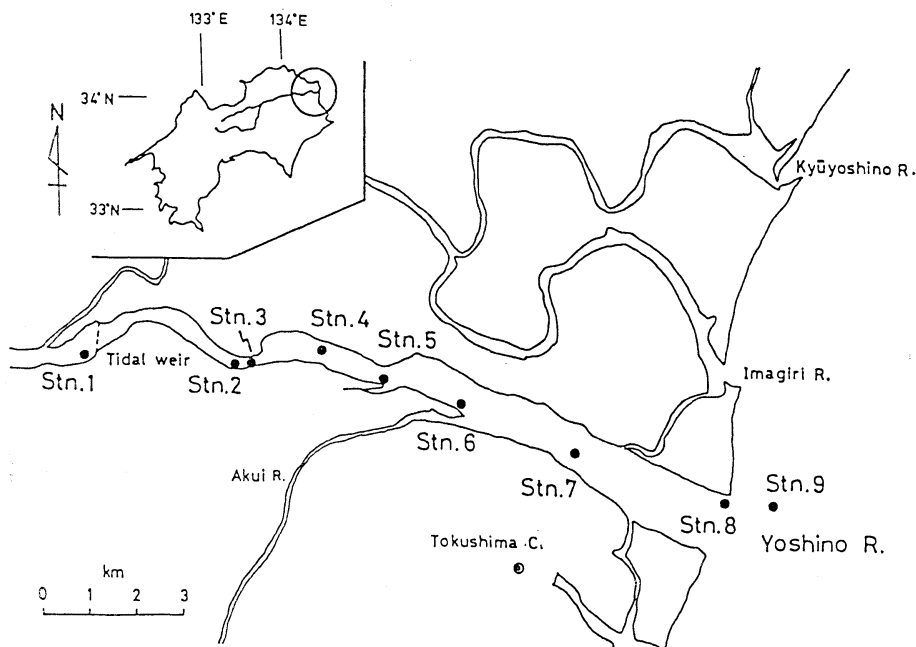 133°E
134°E
34°N
N
33°N
Kyūyoshino R.
Stn.3
Stn.4
Stn.5
Tidal weir
Stn.1
Stn.2
Imagiri R.
Stn.6
Akui R.
Stn.7
Stn.9
Stn.8
Tokushima C.
Yoshino R.
km
0 1 2 3